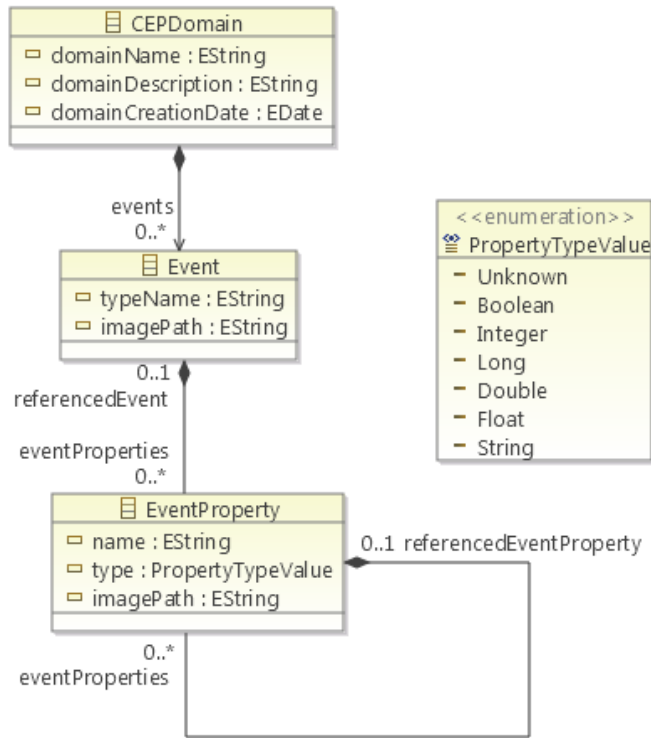 CEPDomain
domainName : EString
domainDescription : EString
domainCreationDate : EDate
events
0..*
Event
typeName : EString
imagePath : EString
<<enumeration>>
PropertyTypeValue
Unknown
Boolean
Integer
Long
Double
Float
String
0..1
referencedEvent
eventProperties
0..*
EventProperty
name : EString
type : PropertyTypeValue
imagePath : EString
0..1 referencedEventProperty
0..*
eventProperties